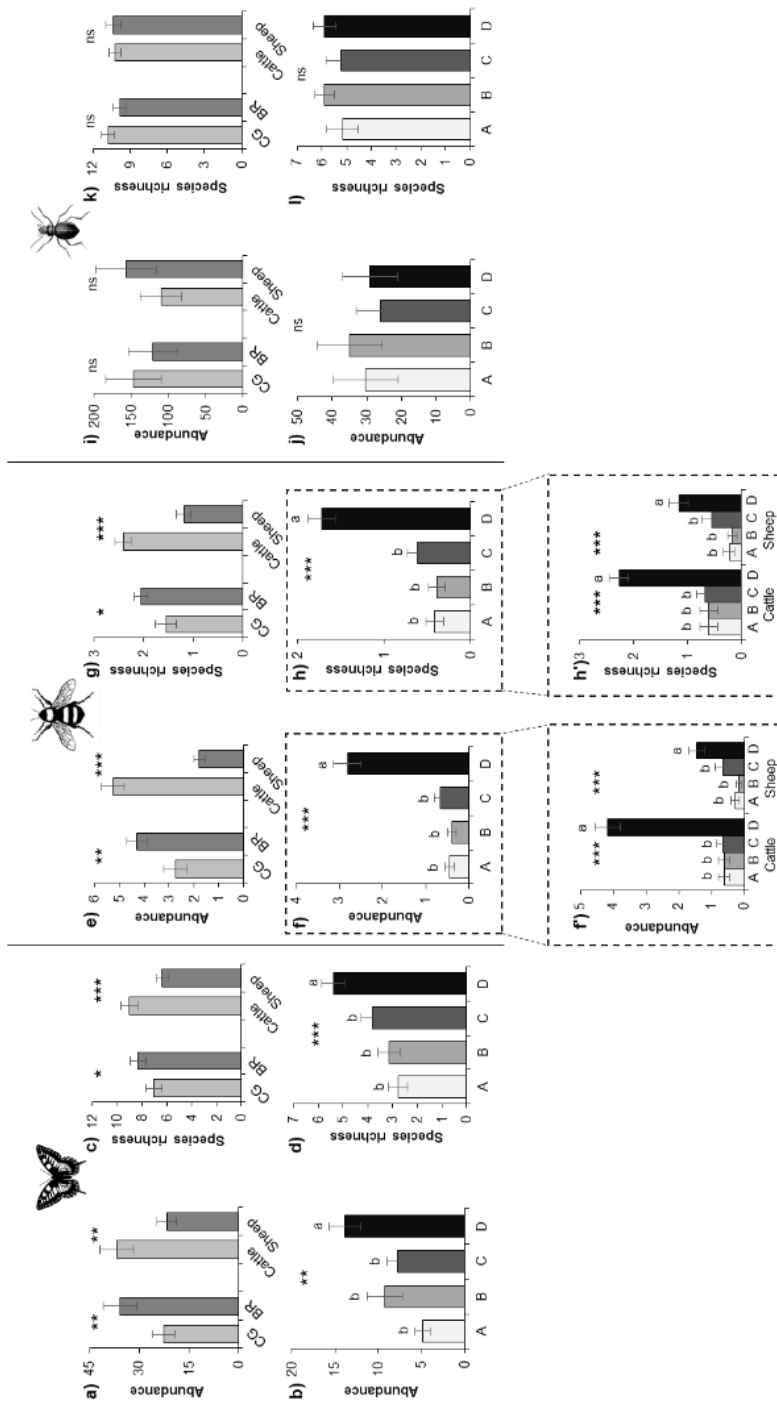 a)
Abundance
45
30
15
0
** **
CG BR Cattle Sheep
b)
Abundance
20
15
10
5
0
**
b b b a
A B C D
c)
Species richness
12
10
8
6
4
2
0
* ***
CG BR Cattle Sheep
d)
Species richness
7
6
5
4
3
2
1
0
***
b b b a
A B C D
e)
Abundance
6
5
4
3
2
1
0
** ***
CG BR Cattle Sheep
f)
Abundance
4
3
2
1
0
***
b b b a
A B C D
f')
Abundance
5
4
3
2
1
0
*** ***
b b b a b b b a
A B C D A B C D
Cattle Sheep
g)
Species richness
3
2
1
0
* ***
CG BR Cattle Sheep
h)
Species richness
2
1
0
***
b b b a
A B C D
h')
Species richness
3
2
1
0
*** ***
b b b a b b b a
A B C D A B C D
Cattle Sheep
i)
Abundance
200
150
100
50
0
ns ns
CG BR Cattle Sheep
j)
Abundance
50
40
30
20
10
0
ns
A B C D
k)
Species richness
12
9
6
3
0
ns ns
CG BR Cattle Sheep
l)
Species richness
7
6
5
4
3
2
1
0
ns
A B C D